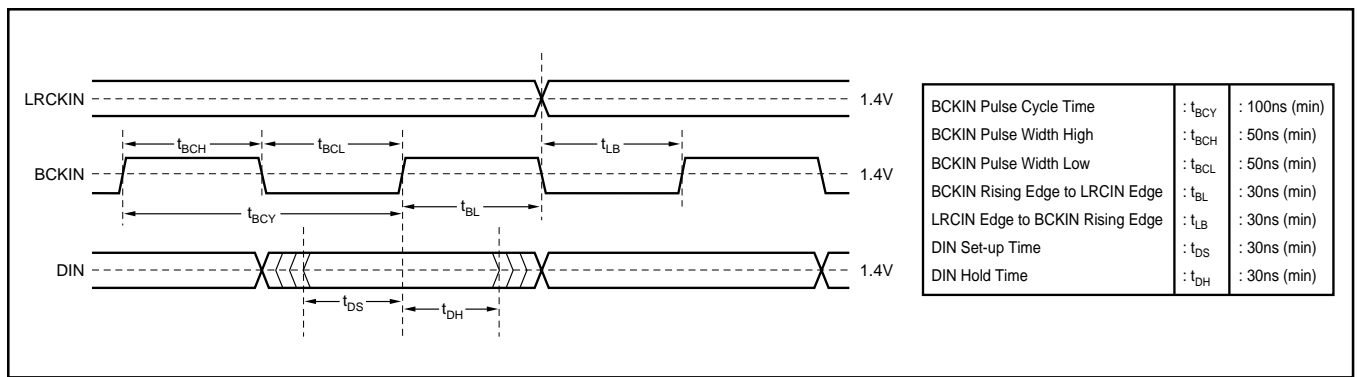 LRCKIN
1.4V
tBCH
tBCL
tLB
BCKIN
1.4V
tBCY
tBL
DIN
1.4V
tDS
tDH
BCKIN Pulse Cycle Time : tBCY : 100ns (min)
BCKIN Pulse Width High : tBCH : 50ns (min)
BCKIN Pulse Width Low : tBCL : 50ns (min)
BCKIN Rising Edge to LRCIN Edge : tBL : 30ns (min)
LRCIN Edge to BCKIN Rising Edge : tLB : 30ns (min)
DIN Set-up Time : tDS : 30ns (min)
DIN Hold Time : tDH : 30ns (min)